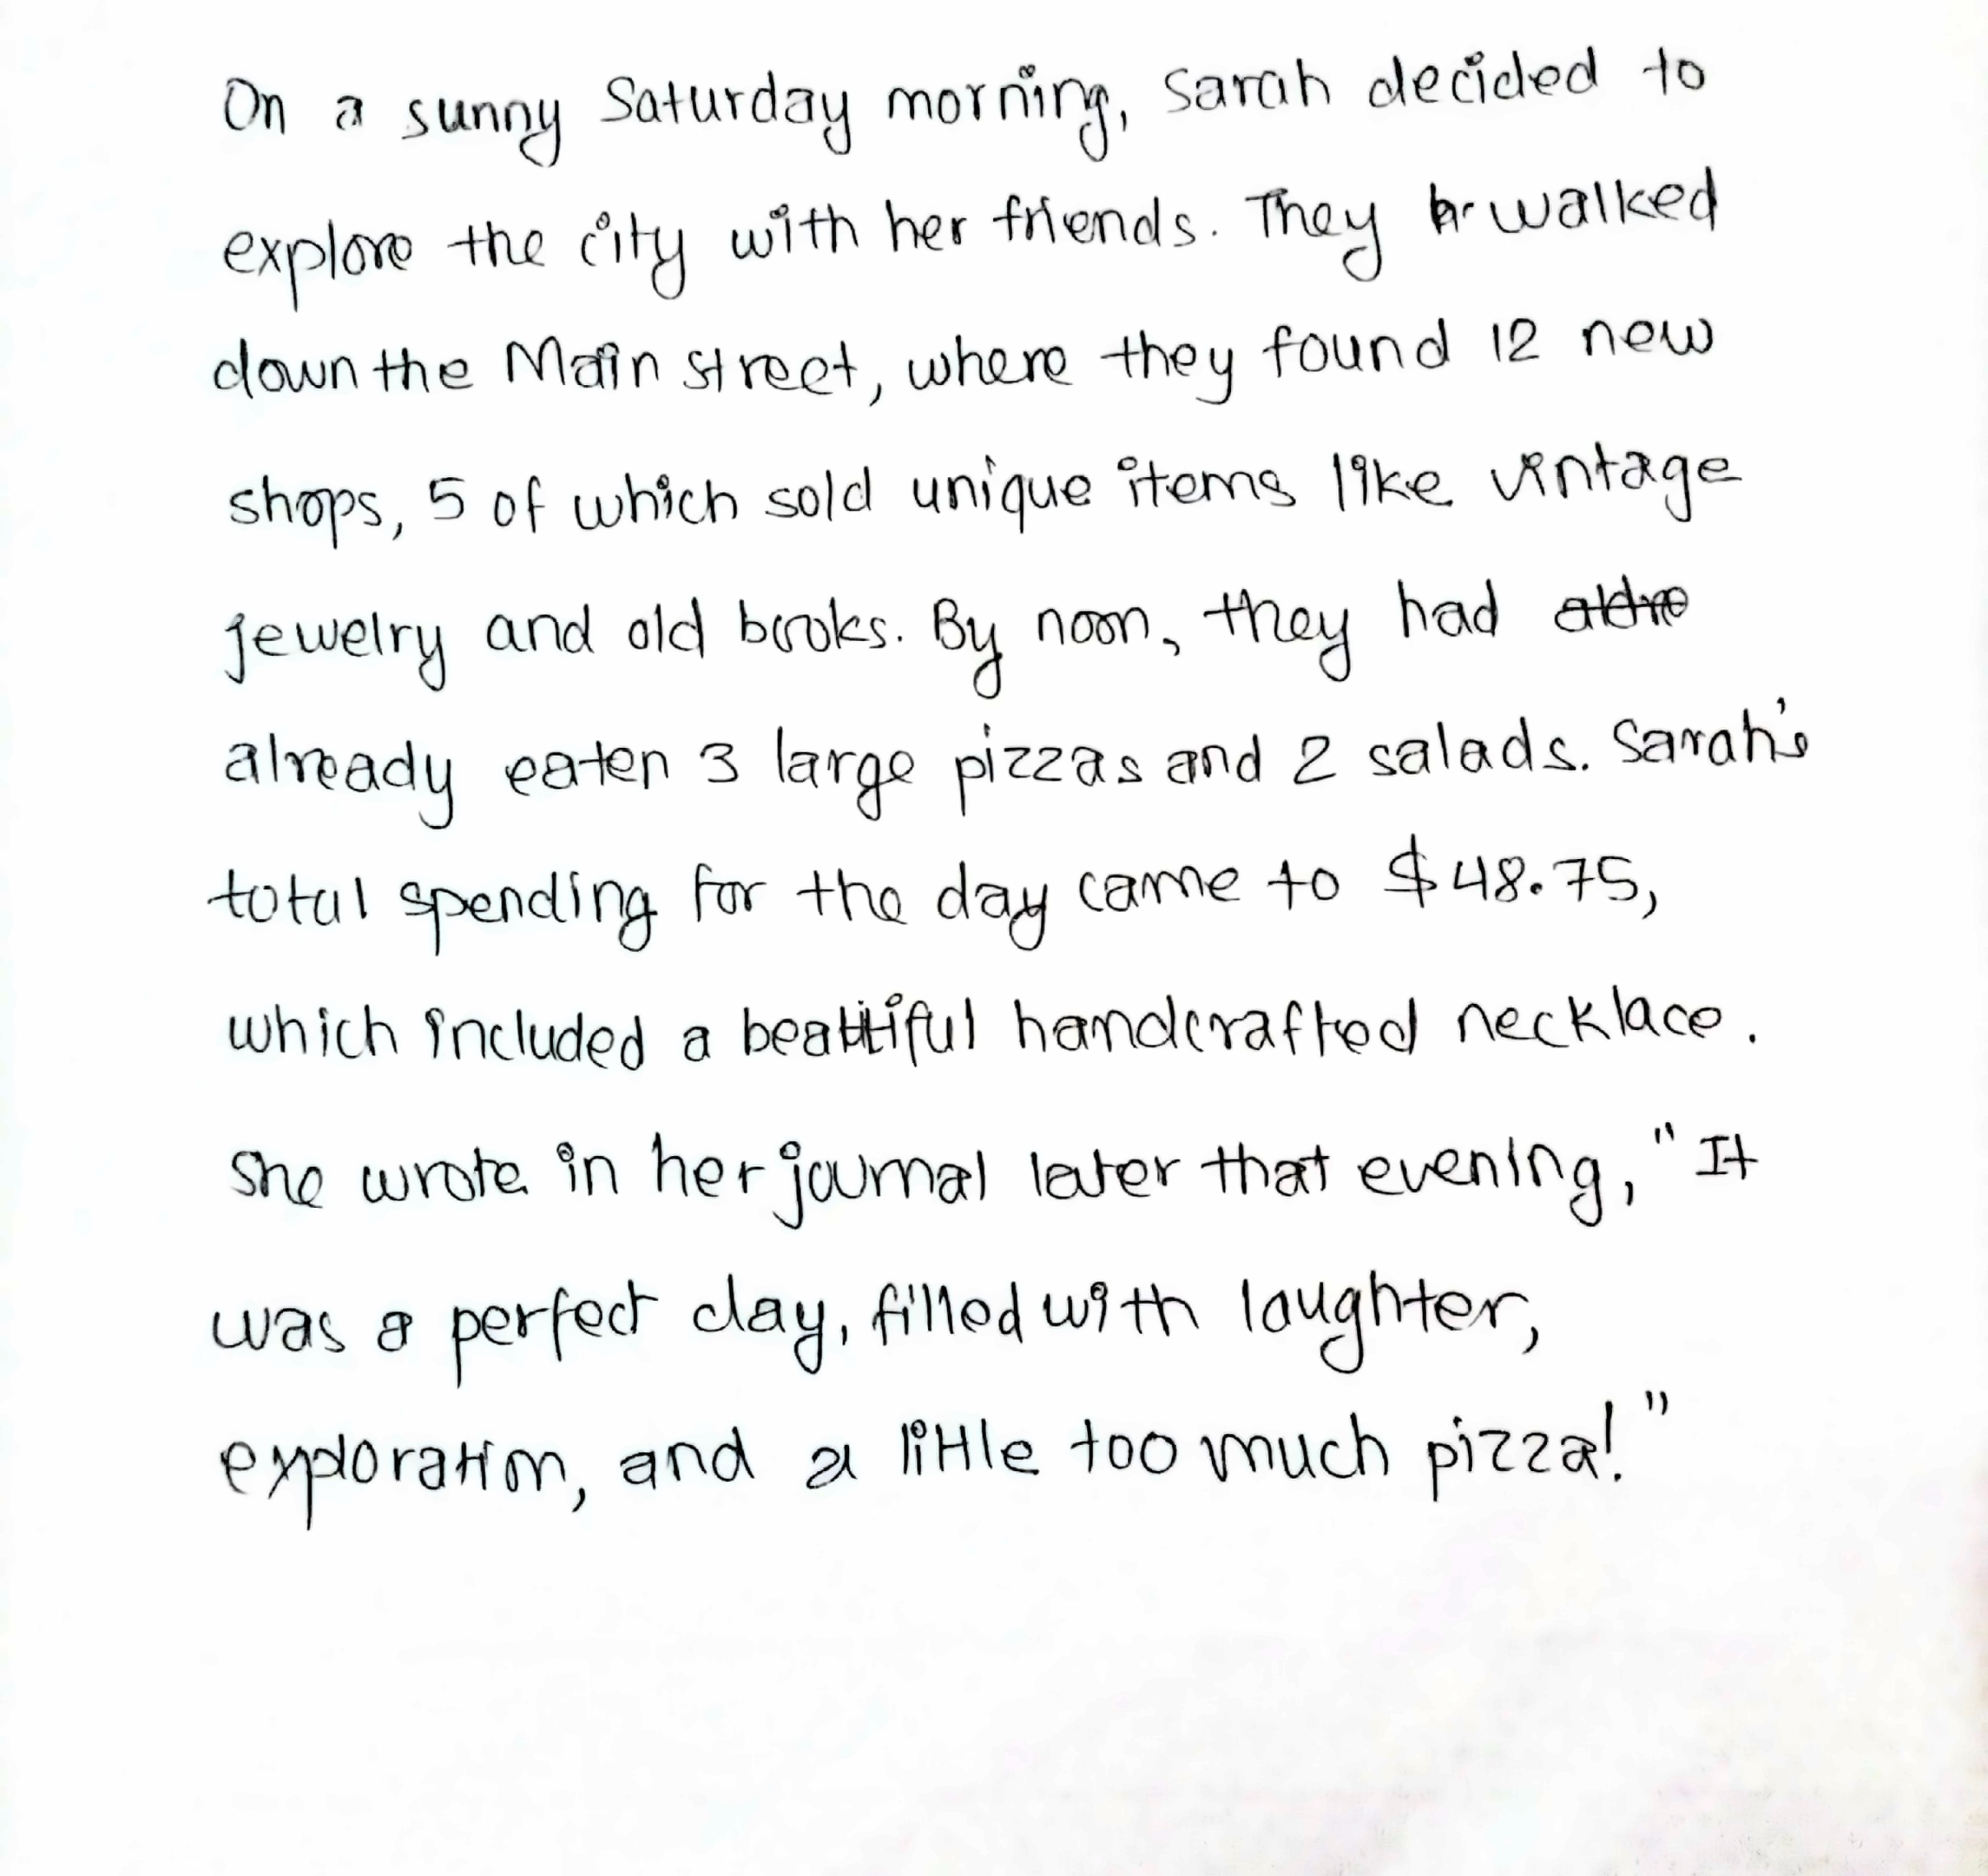 On a sunny Saturday morning, Sarah decided to
explore the city with her friends. They walked
down the Main street, where they found 12 new
shops, 5 of which sold unique items like vintage
jewelry and old books. By noon, they had
already eaten 3 large pizzas and 2 salads. Sarah's
total spending for the day came to $48.75,
which included a beautiful handcrafted necklace.
She wrote in her journal later that evening, "It
was a perfect day, filled with laughter,
exploration, and a little too much pizza!"